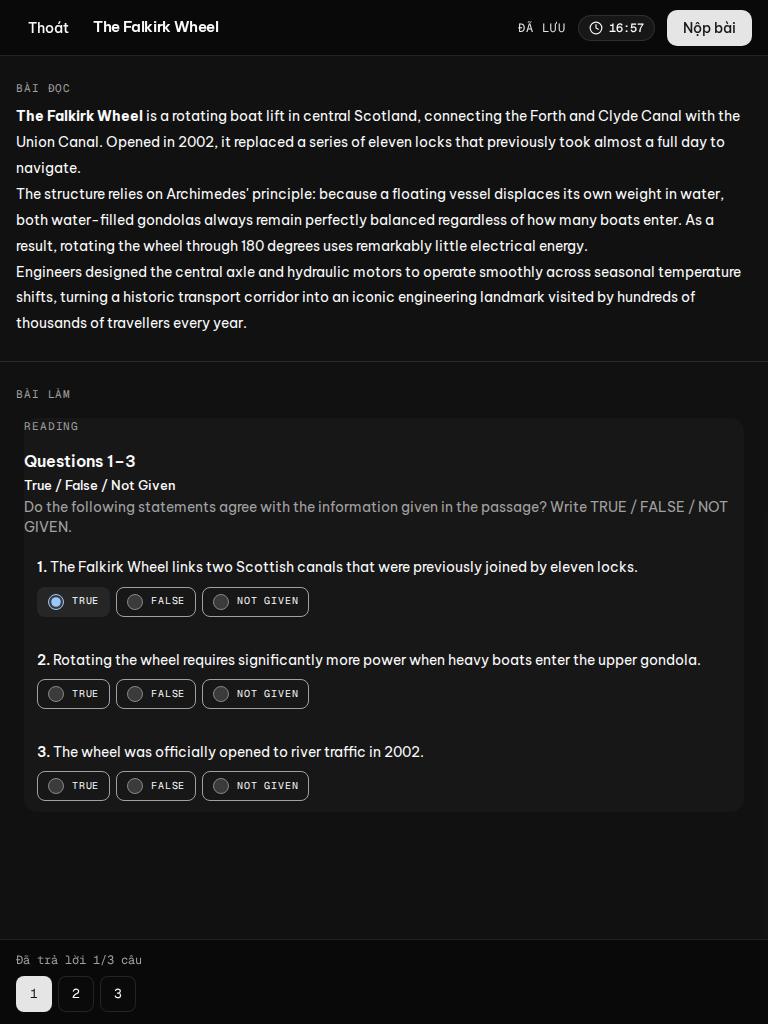 Thoát
The Falkirk Wheel
ĐÃ LƯU
16:57
Nộp bài
BÀI ĐỌC
The Falkirk Wheel is a rotating boat lift in central Scotland, connecting the Forth and Clyde Canal with the
Union Canal. Opened in 2002, it replaced a series of eleven locks that previously took almost a full day to
navigate.
The structure relies on Archimedes' principle: because a floating vessel displaces its own weight in water,
both water-filled gondolas always remain perfectly balanced regardless of how many boats enter. As a
result, rotating the wheel through 180 degrees uses remarkably little electrical energy.
Engineers designed the central axle and hydraulic motors to operate smoothly across seasonal temperature
shifts, turning a historic transport corridor into an iconic engineering landmark visited by hundreds of
thousands of travellers every year.
BÀI LÀM
READING
Questions 1–3
True / False / Not Given
Do the following statements agree with the information given in the passage? Write TRUE / FALSE / NOT
GIVEN.
1. The Falkirk Wheel links two Scottish canals that were previously joined by eleven locks.
TRUE FALSE NOT GIVEN
2. Rotating the wheel requires significantly more power when heavy boats enter the upper gondola.
TRUE FALSE NOT GIVEN
3. The wheel was officially opened to river traffic in 2002.
TRUE FALSE NOT GIVEN
Đã trả lời 1/3 câu
1 2 3